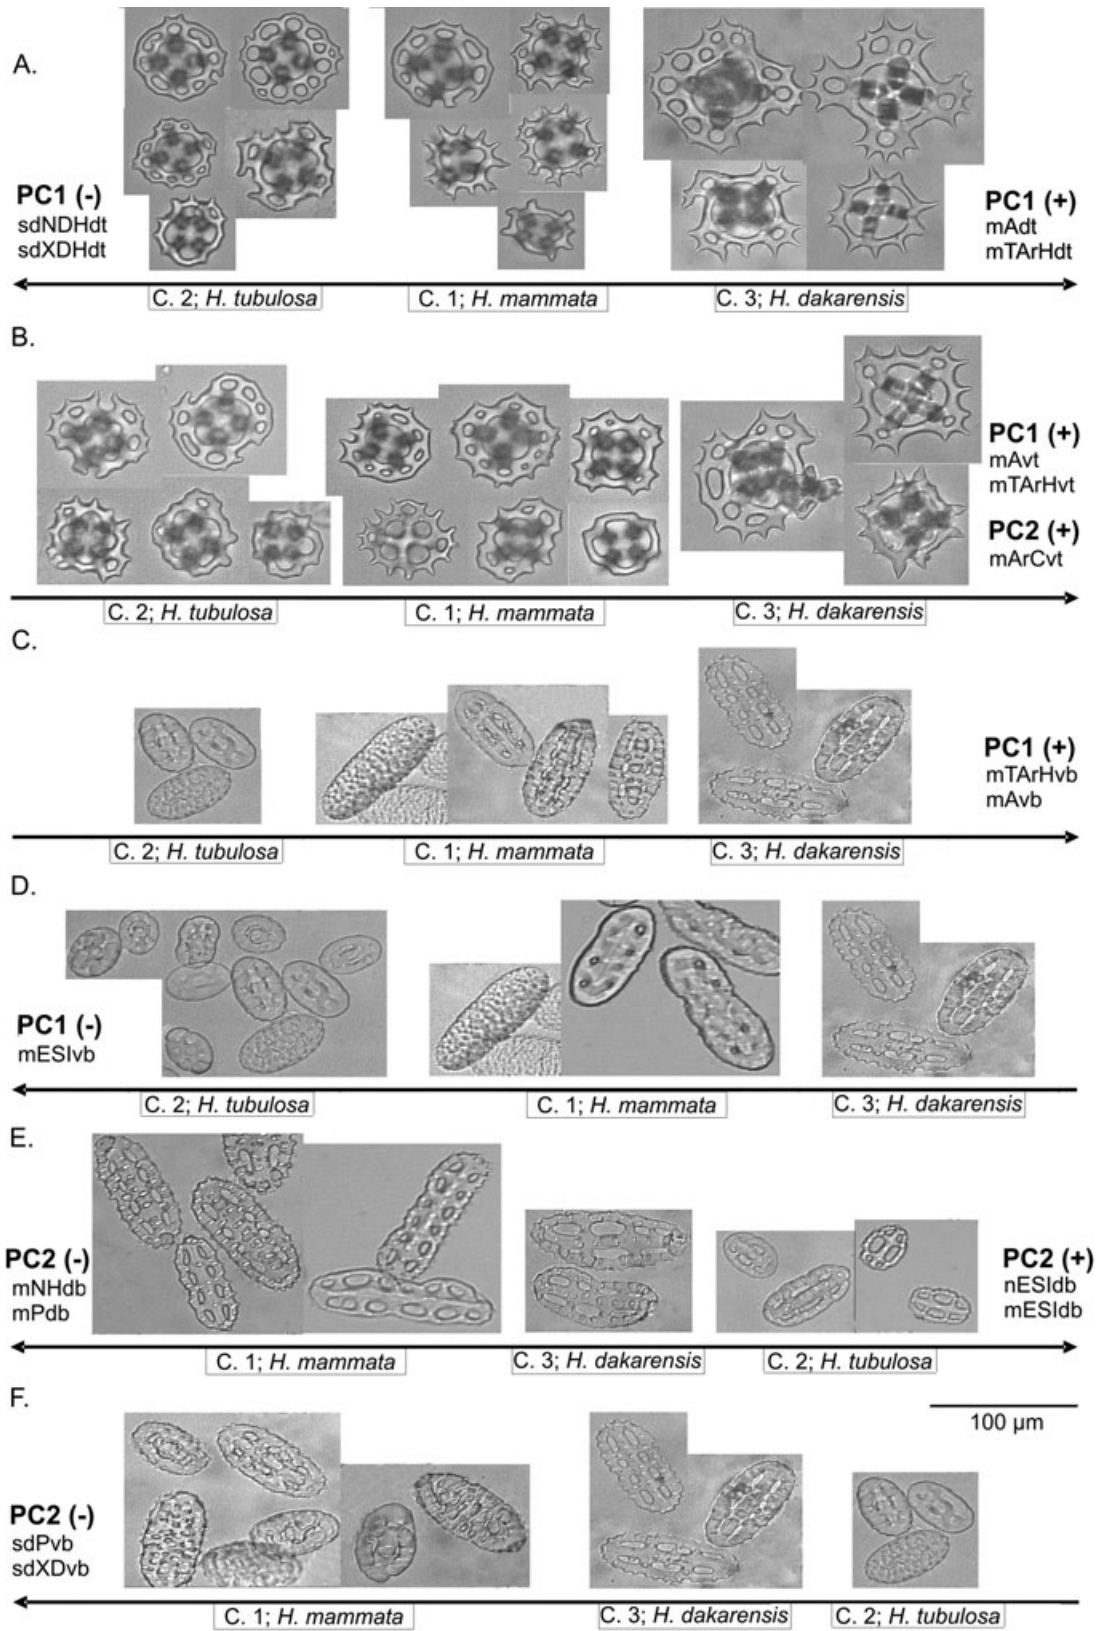 A.
PC1 (-)
sdNDHdt
sdXDHdt
PC1 (+)
mAdt
mTArHdt
C. 2; H. tubulosa
C. 1; H. mammata
C. 3; H. dakarensis
B.
PC1 (+)
mAvt
mTArHvt
PC2 (+)
mArCvt
C. 2; H. tubulosa
C. 1; H. mammata
C. 3; H. dakarensis
C.
PC1 (+)
mTArHvb
mAvb
C. 2; H. tubulosa
C. 1; H. mammata
C. 3; H. dakarensis
D.
PC1 (-)
mESIvb
C. 2; H. tubulosa
C. 1; H. mammata
C. 3; H. dakarensis
E.
PC2 (-)
mNHdb
mPdb
PC2 (+)
nESIdb
mESIdb
C. 1; H. mammata
C. 3; H. dakarensis
C. 2; H. tubulosa
F.
100 µm
PC2 (-)
sdPvb
sdXDvb
C. 1; H. mammata
C. 3; H. dakarensis
C. 2; H. tubulosa